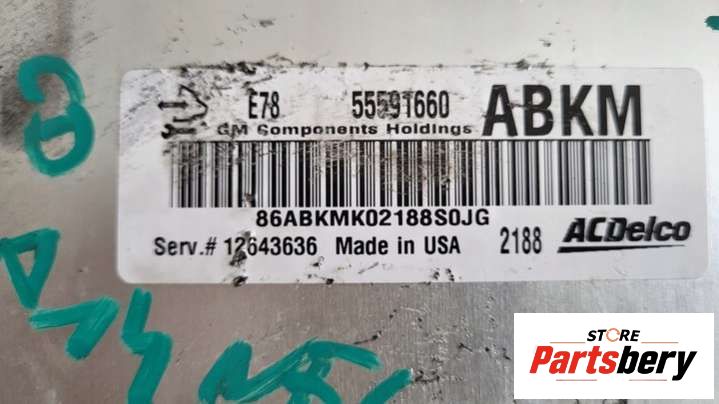 E78 55591660 ABKM
GM Components Holdings
86ABKMK02188S0JG
Serv.# 12643636 Made in USA 2188 ACDelco
STORE
Partsbery